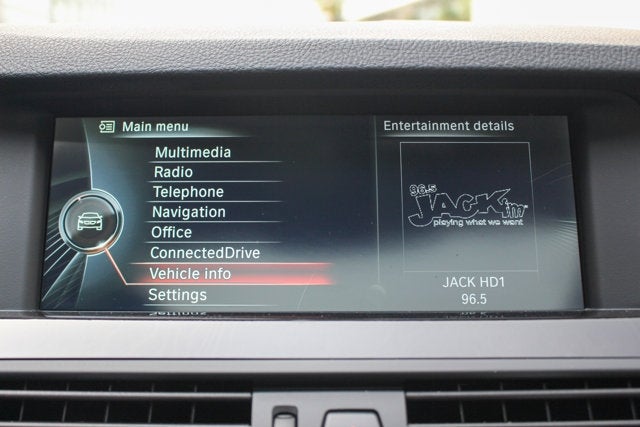 Main menu
Multimedia
Radio
Telephone
Navigation
Office
ConnectedDrive
Vehicle info
Settings
Entertainment details
96.5
JACK fm
playing what we want
JACK HD1
96.5